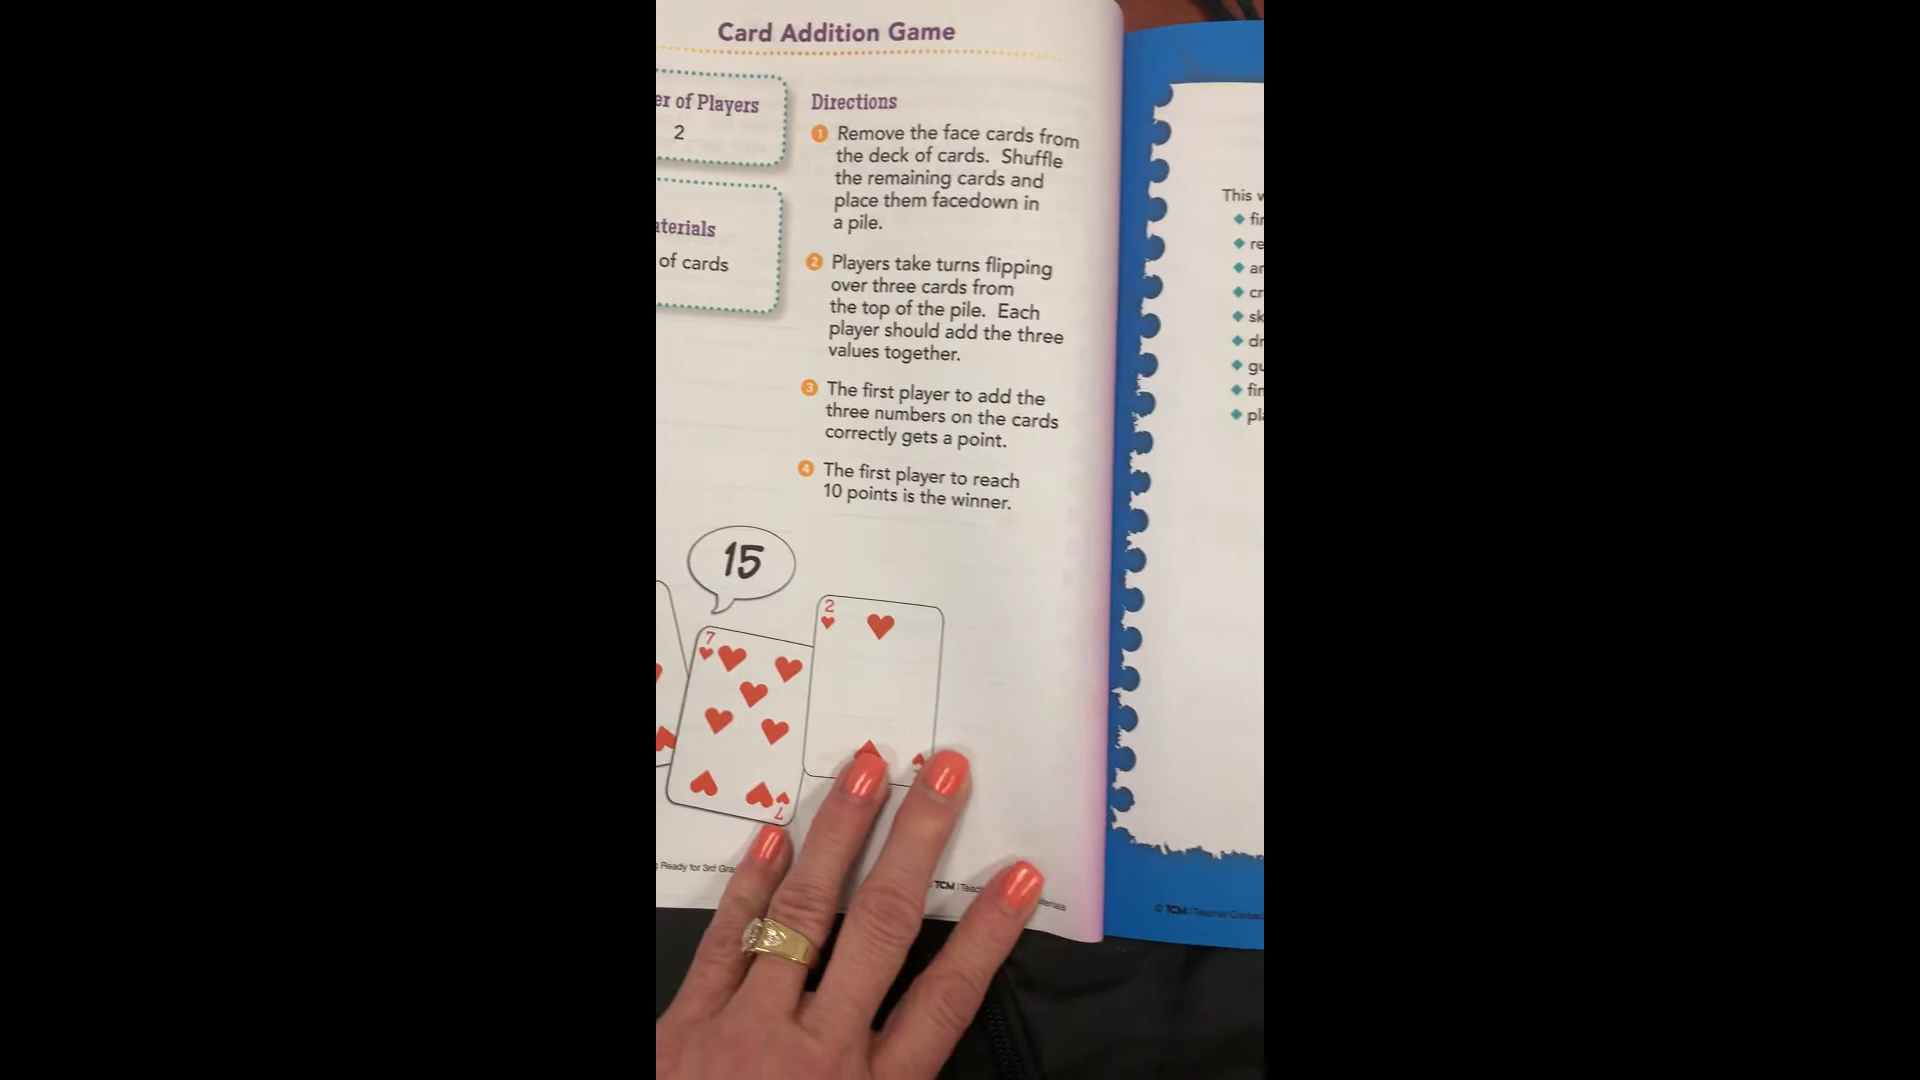 Card Addition Game
of Players
2
of cards
Directions
1 Remove the face cards from
the deck of cards. Shuffle
the remaining cards and
place them facedown in
a pile.
2 Players take turns flipping
over three cards from
the top of the pile. Each
player should add the three
values together.
3 The first player to add the
three numbers on the cards
correctly gets a point.
4 The first player to reach
10 points is the winner.
15
2
7
7
Ready for 3rd
TCM
This
© TCM | Teacher